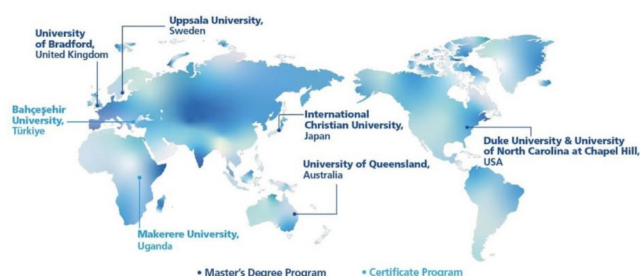 Uppsala University,
Sweden
University
of Bradford,
United Kingdom
Bahçeşehir
University,
Türkiye
International
Christian University,
Japan
Duke University & University
of North Carolina at Chapel Hill,
USA
University of Queensland,
Australia
Makerere University,
Uganda
• Master's Degree Program
• Certificate Program